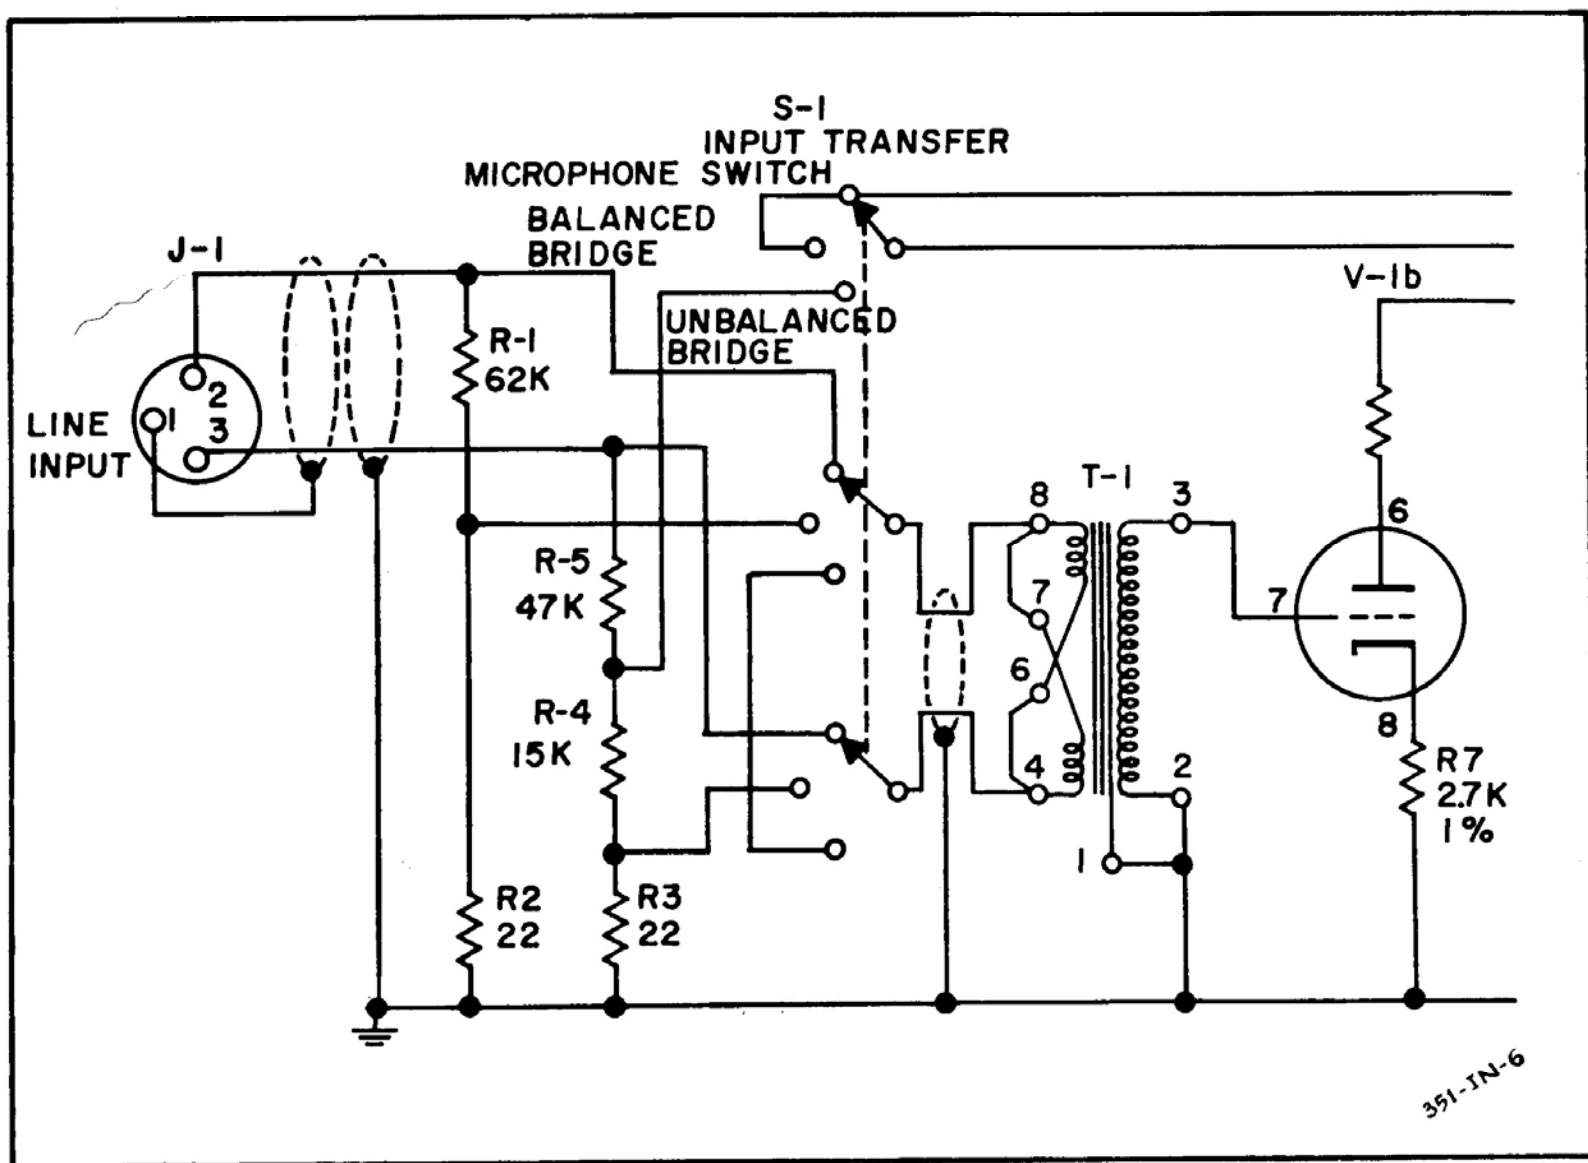 S-1
INPUT TRANSFER
MICROPHONE SWITCH
BALANCED
BRIDGE
J-1
UNBALANCED
BRIDGE
V-1b
R-1
62K
2
1
3
LINE
INPUT
T-1
8
3
6
R-5
47K
7
7
6
R-4
15K
8
4
2
R7
2.7K
1%
1
R2
22
R3
22
351-IN-6